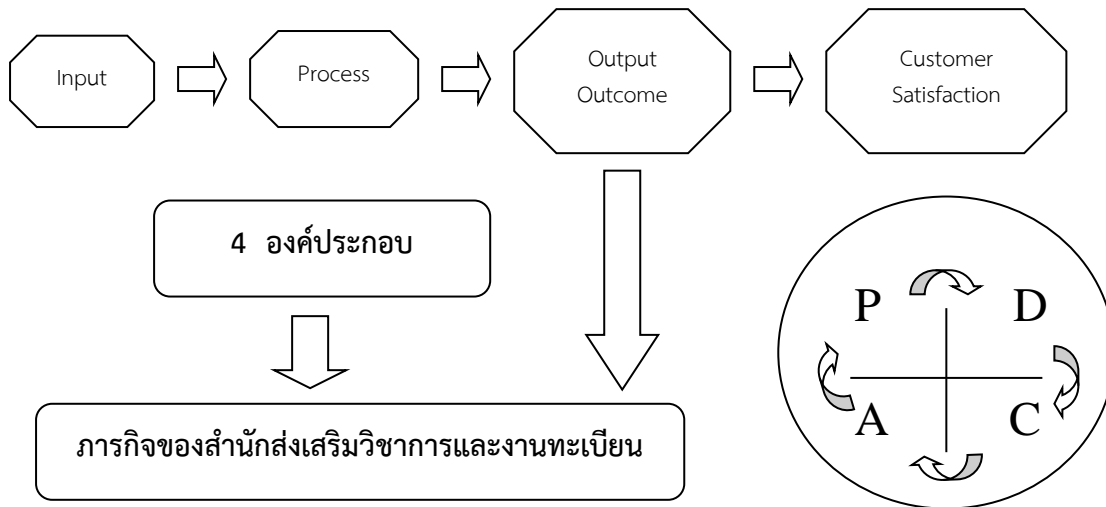 Input
Process
Output
Outcome
Customer
Satisfaction
4 องค์ประกอบ
ภารกิจของสำนักส่งเสริมวิชาการและงานทะเบียน
P D
A C